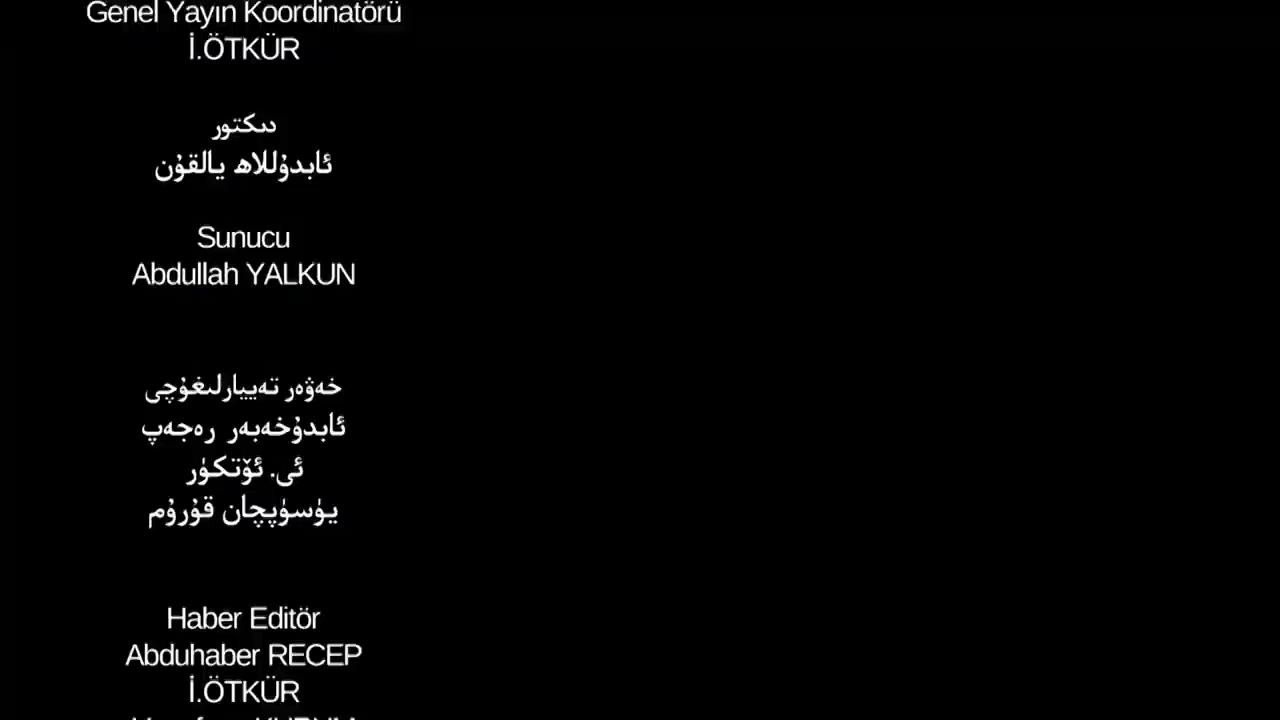 Genel Yayın Koordinatörü
İ.ÖTKÜR
دىكتور
ئابدۇللاھ يالقۇن
Sunucu
Abdullah YALKUN
خەۋەر تەييارلىغۇچى
ئابدۇخەبەر رەجەپ
ئى. ئۆتكۈر
يۈسۈپچان قۇرۇم
Haber Editör
Abduhaber RECEP
İ.ÖTKÜR